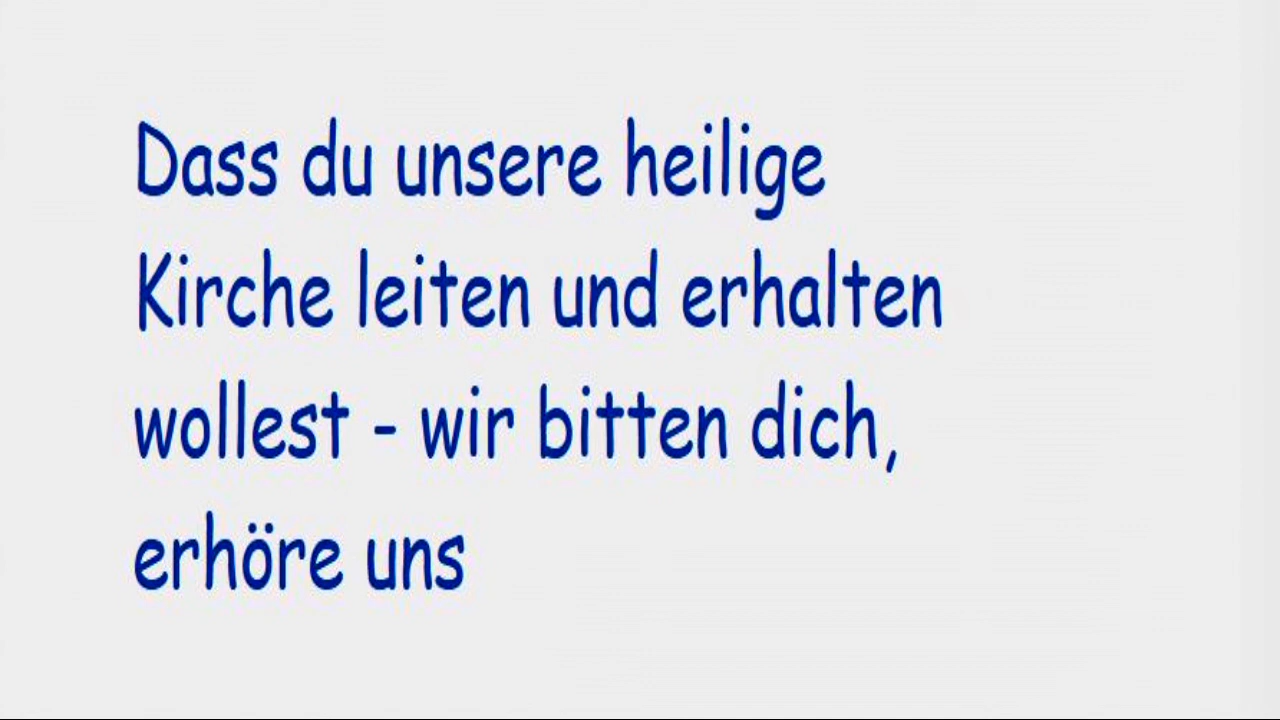 Dass du unsere heilige
Kirche leiten und erhalten
wollest - wir bitten dich,
erhöre uns